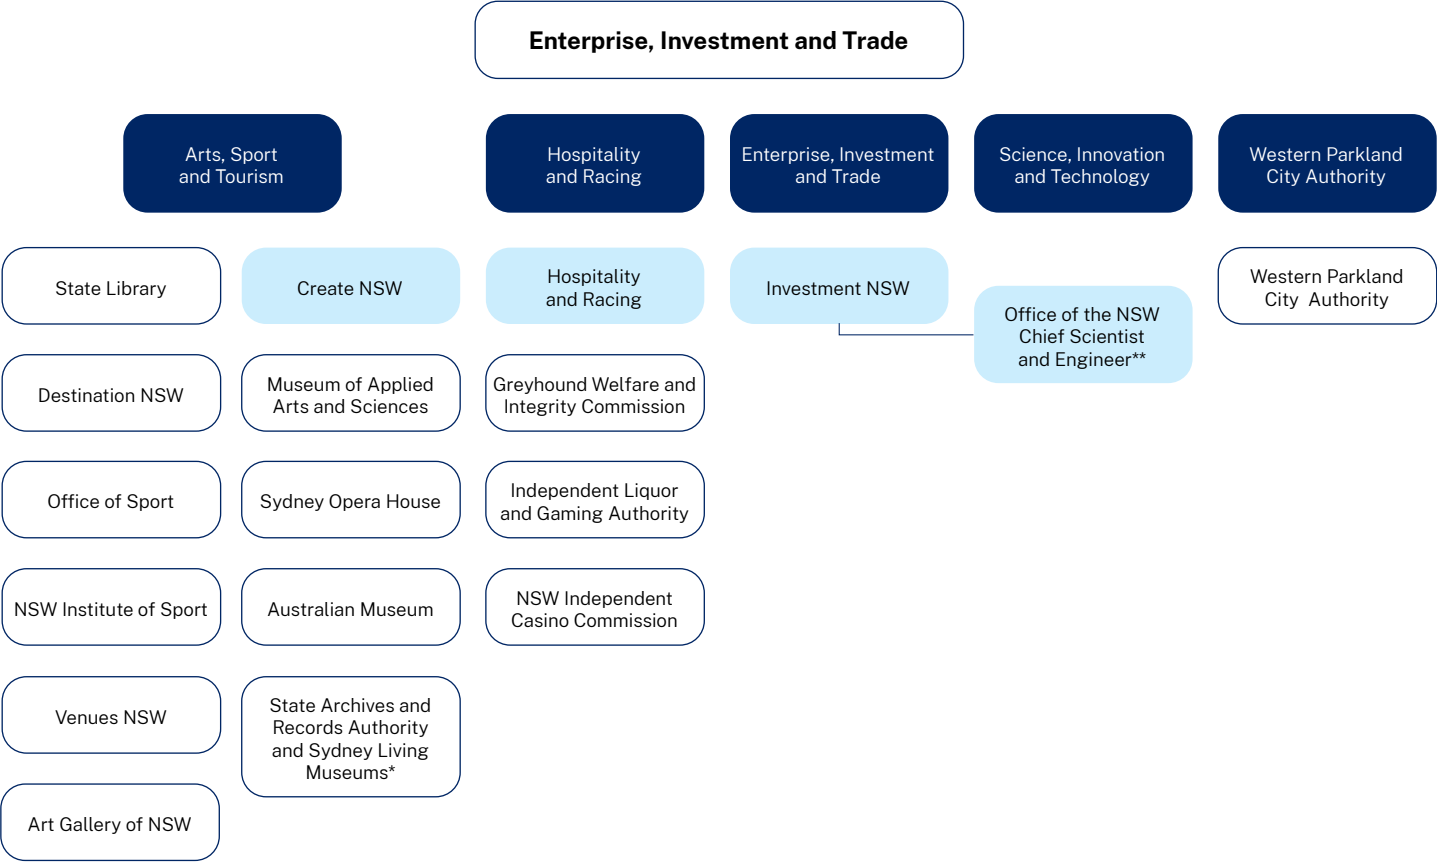 Enterprise, Investment and Trade
Arts, Sport
and Tourism
Hospitality
and Racing
Enterprise, Investment
and Trade
Science, Innovation
and Technology
Western Parkland
City Authority
State Library
Destination NSW
Office of Sport
NSW Institute of Sport
Venues NSW
Art Gallery of NSW
Create NSW
Museum of Applied
Arts and Sciences
Sydney Opera House
Australian Museum
State Archives and
Records Authority
and Sydney Living
Museums*
Hospitality
and Racing
Greyhound Welfare and
Integrity Commission
Independent Liquor
and Gaming Authority
NSW Independent
Casino Commission
Investment NSW
Office of the NSW
Chief Scientist
and Engineer**
Western Parkland
City  Authority